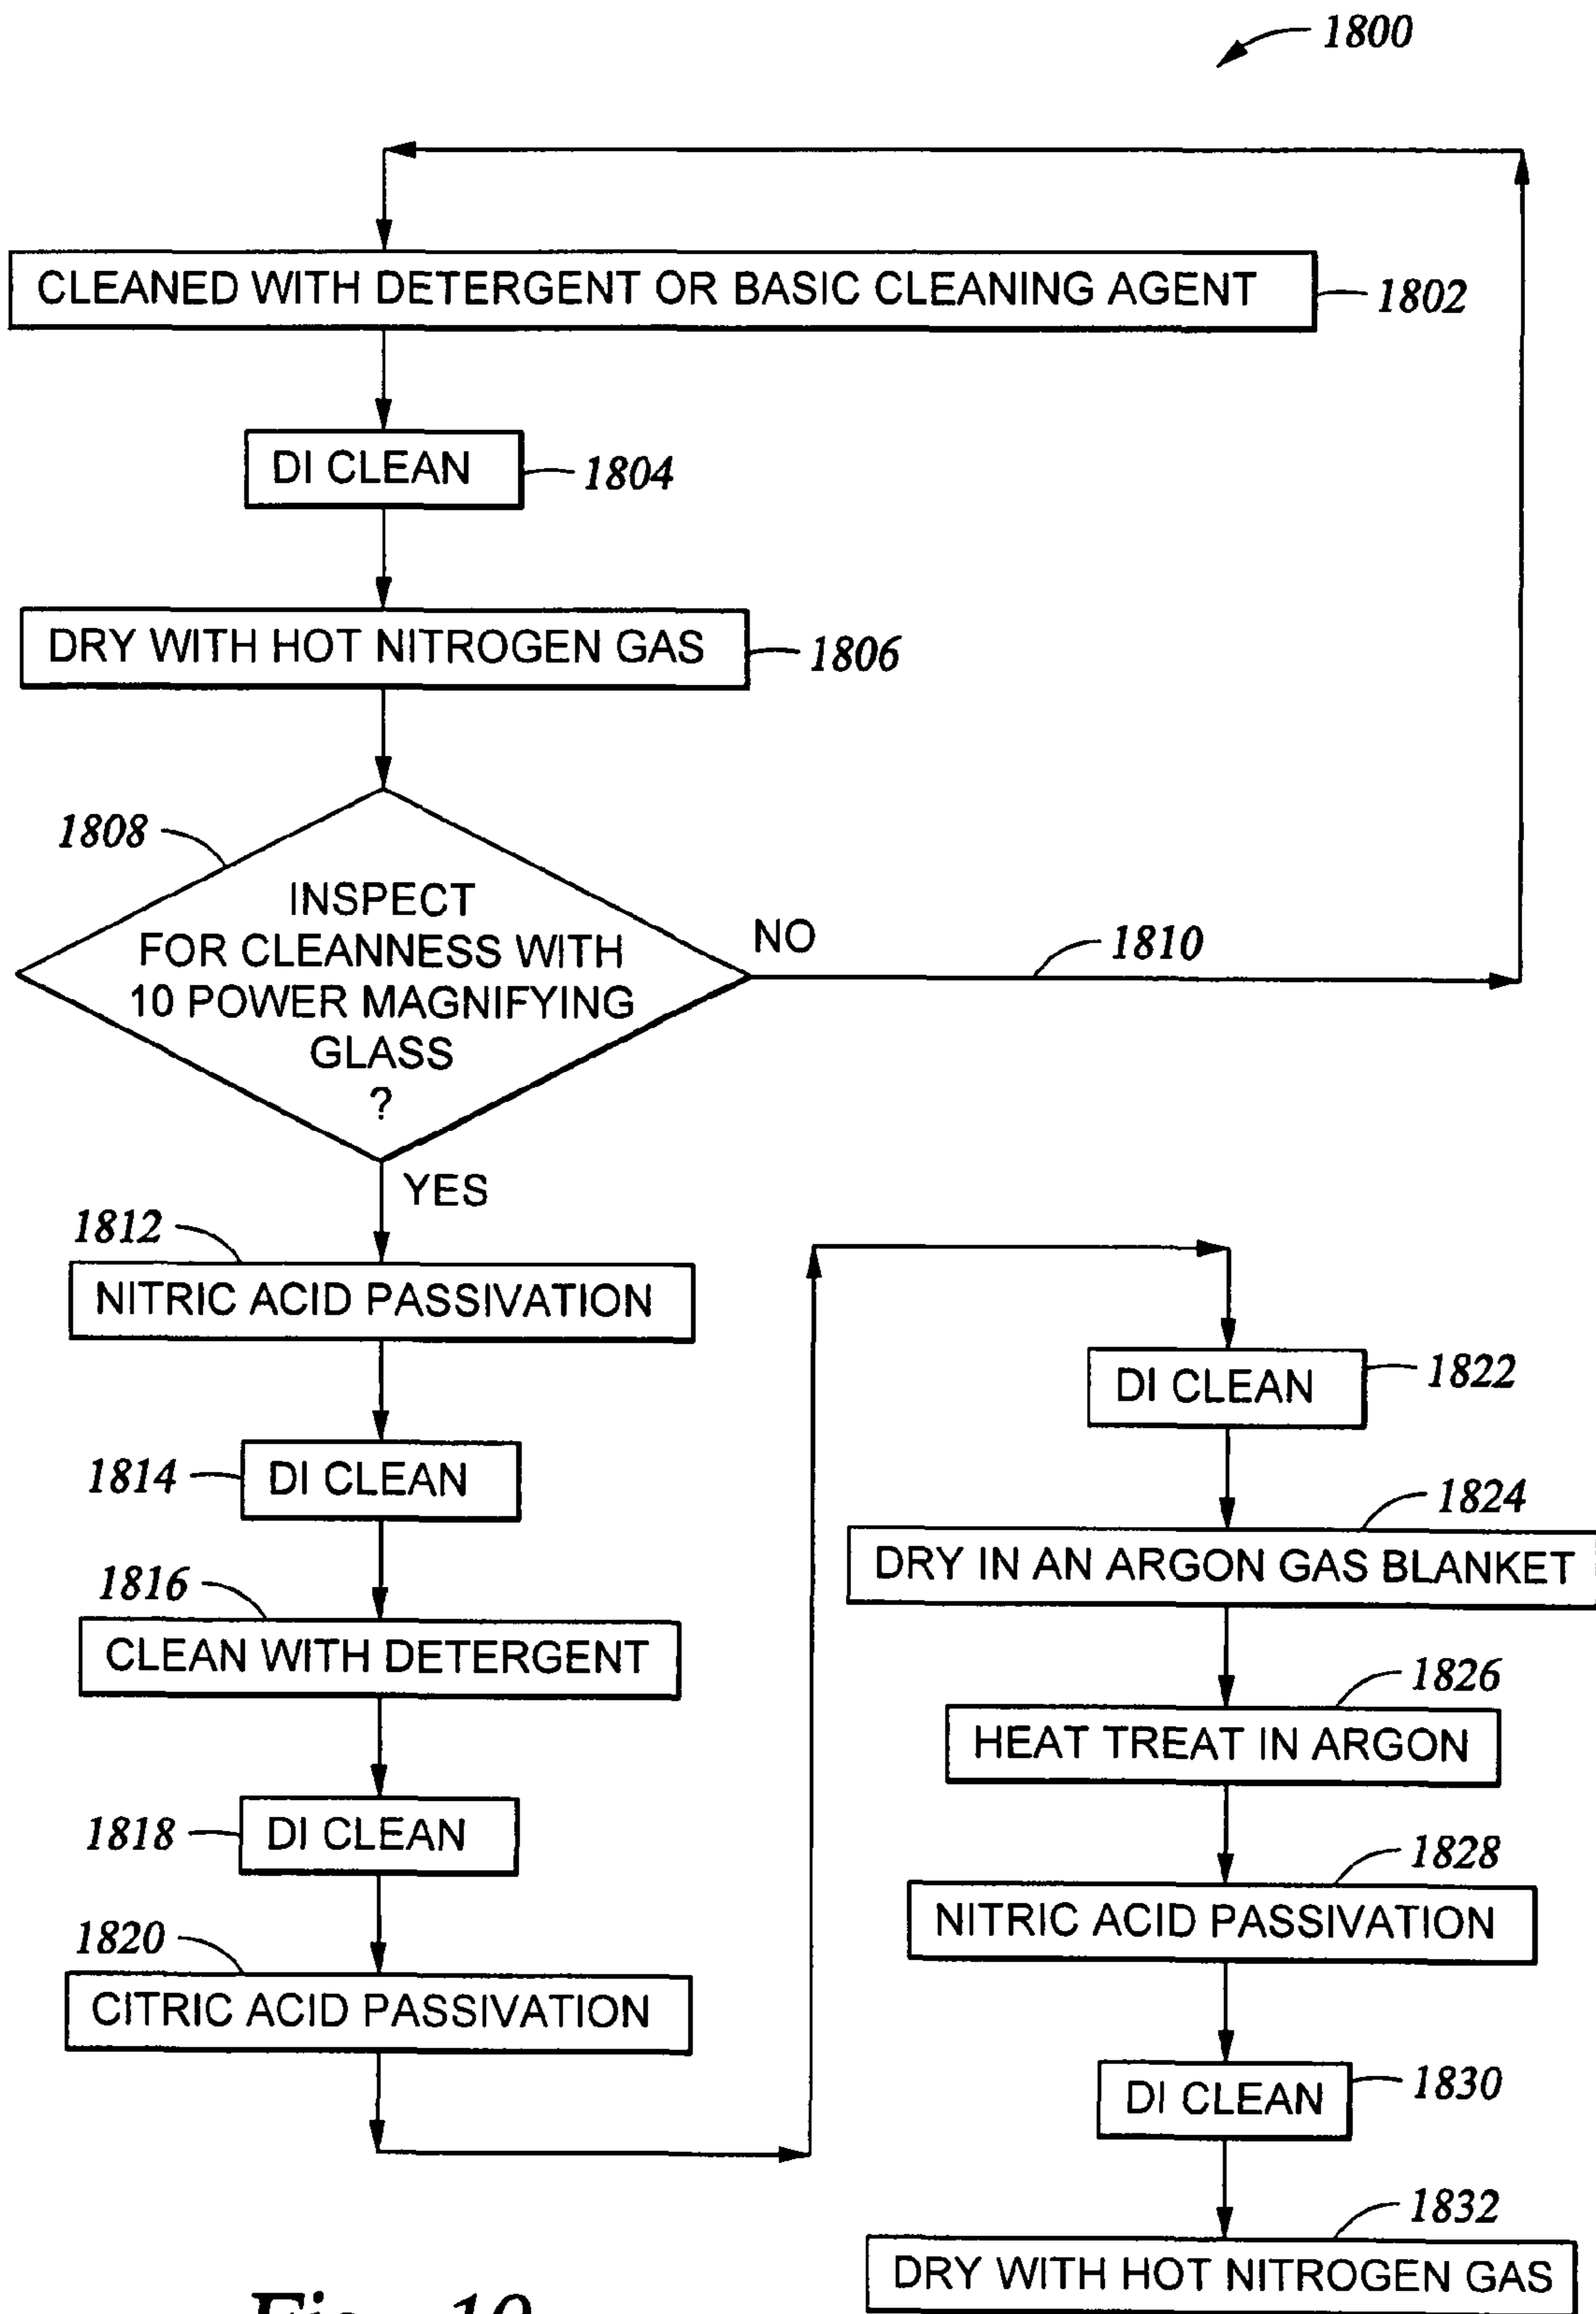 1800
CLEANED WITH DETERGENT OR BASIC CLEANING AGENT
1802
DI CLEAN
1804
DRY WITH HOT NITROGEN GAS
1806
1808
INSPECT
FOR CLEANNESS WITH
10 POWER MAGNIFYING
GLASS
?
NO
1810
YES
1812
NITRIC ACID PASSIVATION
1814
DI CLEAN
1816
CLEAN WITH DETERGENT
1818
DI CLEAN
1820
CITRIC ACID PASSIVATION
DI CLEAN
1822
1824
DRY IN AN ARGON GAS BLANKET
1826
HEAT TREAT IN ARGON
1828
NITRIC ACID PASSIVATION
DI CLEAN
1830
1832
DRY WITH HOT NITROGEN GAS